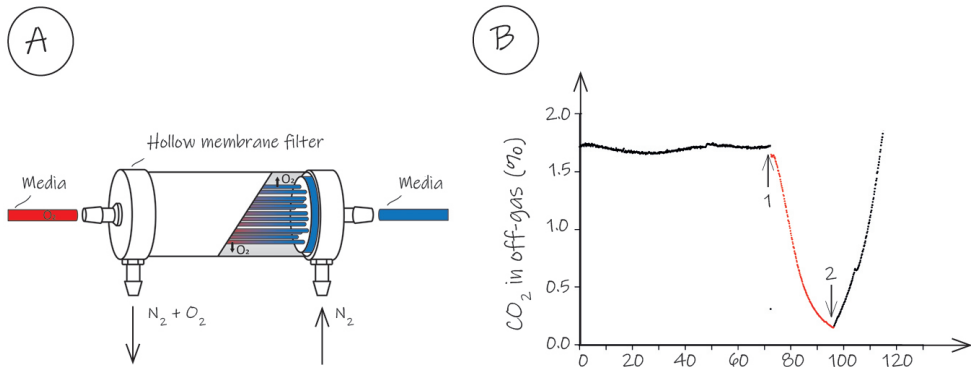 A
Hollow membrane filter
Media
Media
O₂
O₂
N₂ + O₂
N₂
B
CO₂ in off-gas (%)
2.0
1.5
1.0
0.5
0.0
1
2
0 20 40 60 80 100 120